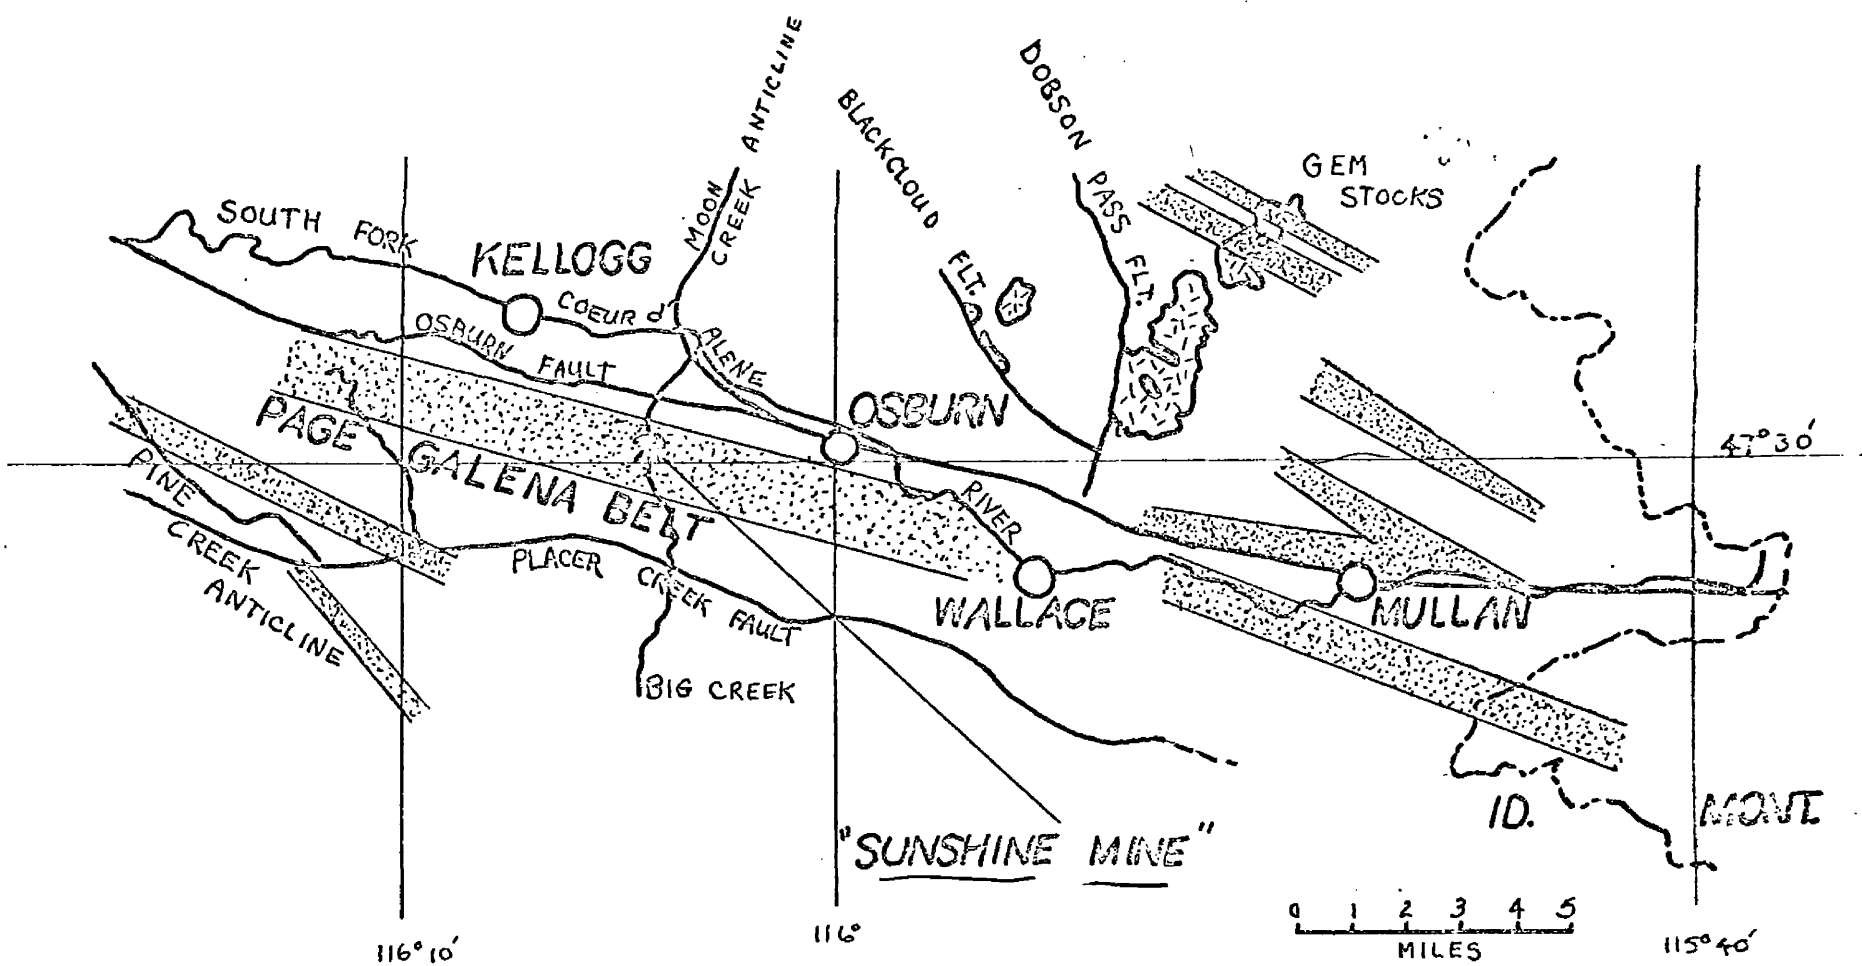 MOON CREEK ANTICLINE
BLACKCLOUD FLT.
DOBSON PASS FLT.
GEM STOCKS
SOUTH FORK COEUR d' ALENE RIVER
KELLOGG
OSBURN FAULT
OSBURN
PAGE GALENA BELT
47°30'
PINE CREEK ANTICLINE
PLACER CREEK FAULT
WALLACE
MULLAN
BIG CREEK
"SUNSHINE MINE"
ID.
MONT.
0 1 2 3 4 5
MILES
116°10'
116°
115°40'